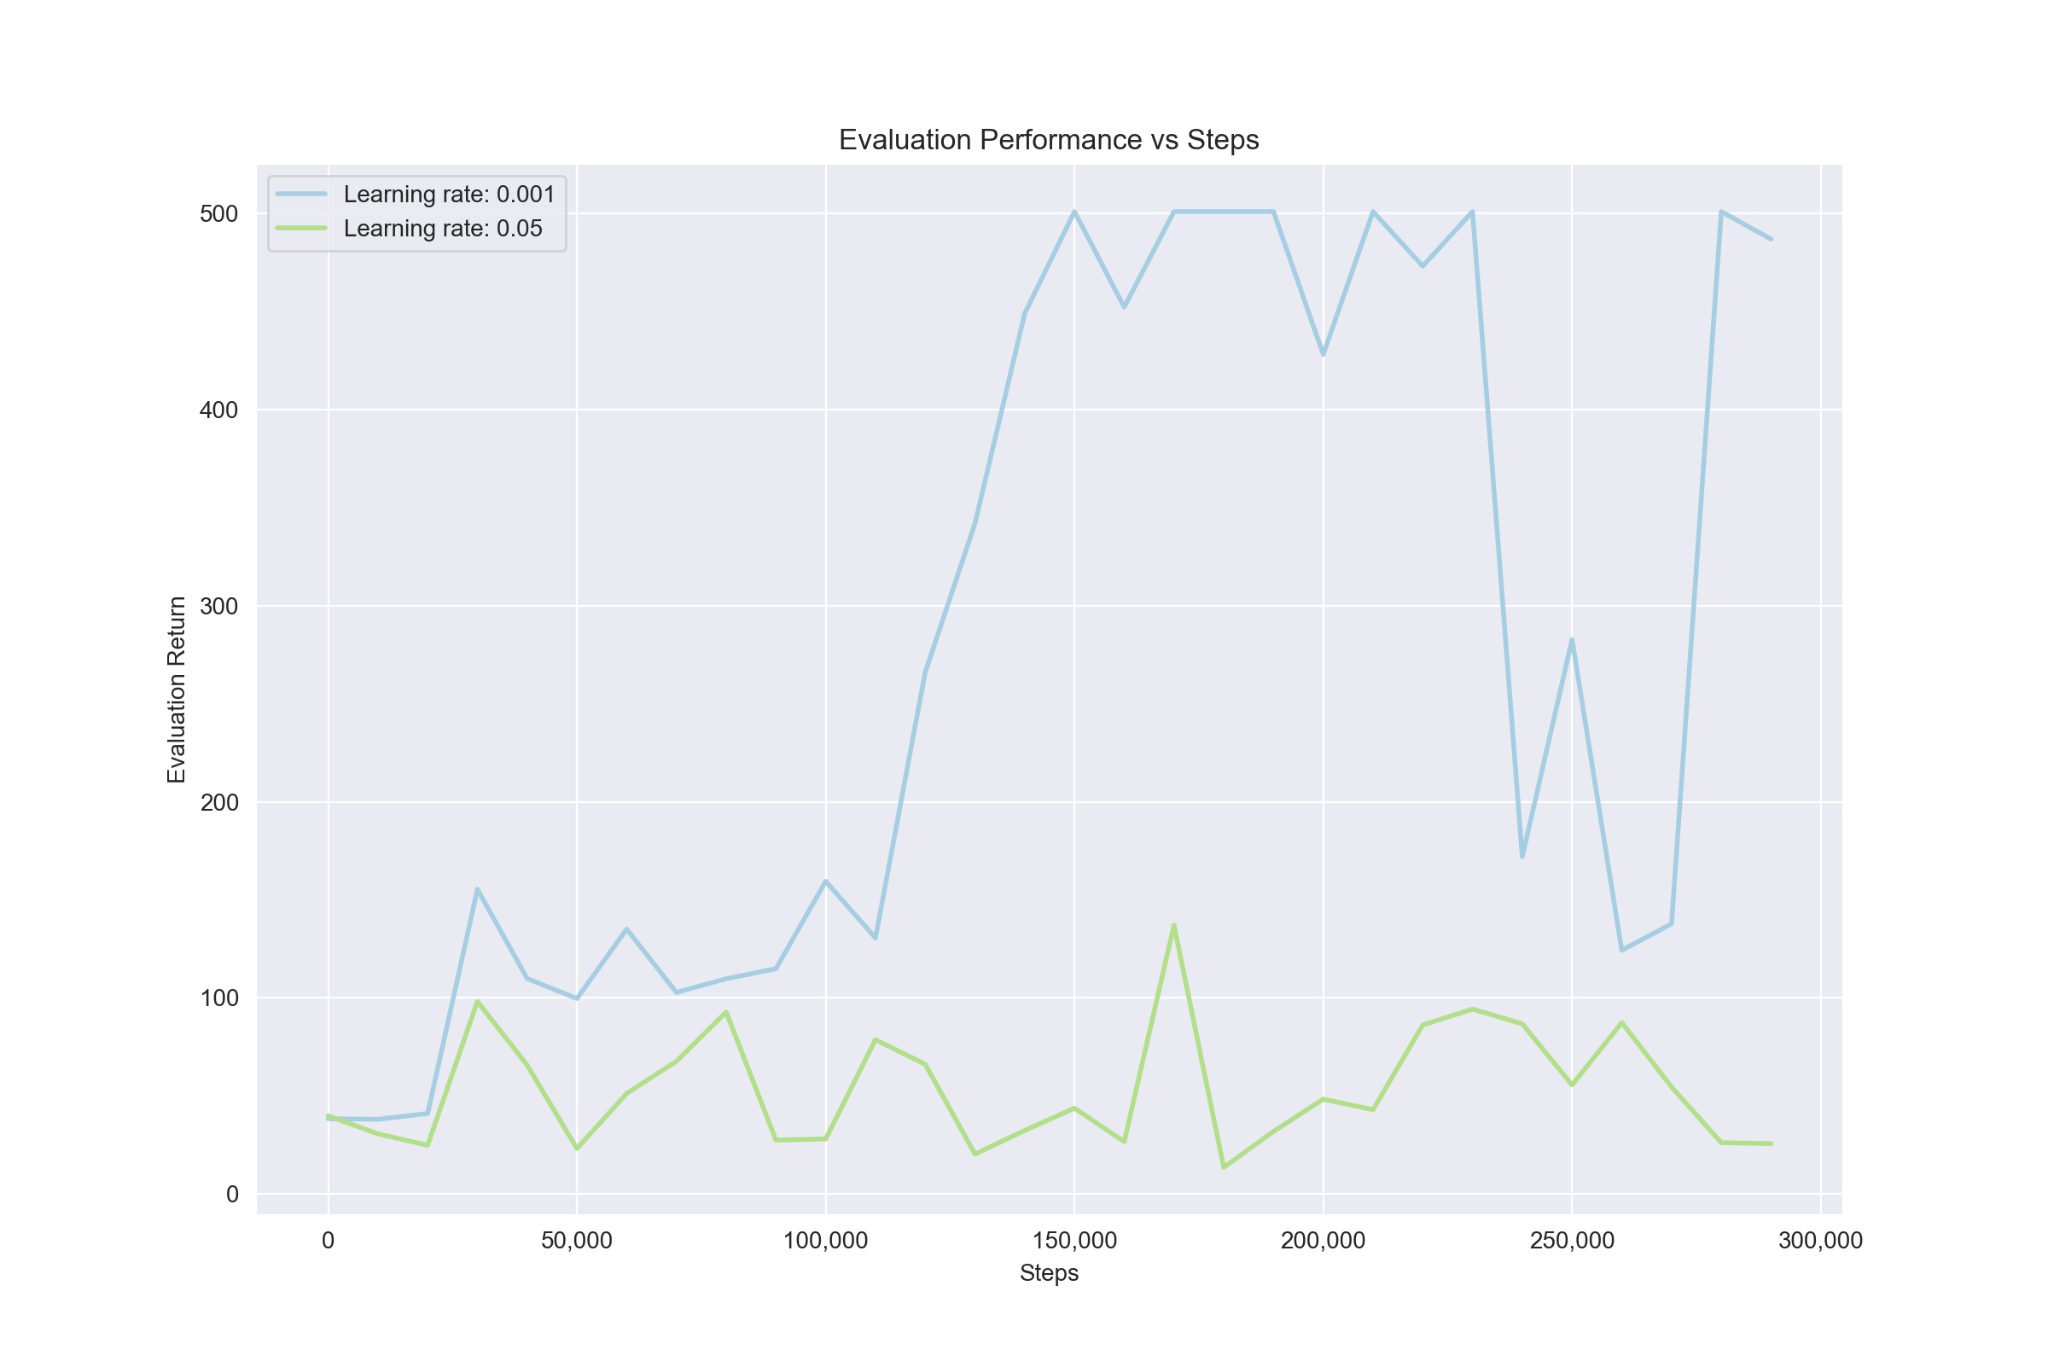 Evaluation Performance vs Steps
Learning rate: 0.001
Learning rate: 0.05
500
400
300
200
100
0
Evaluation Return
0 50,000 100,000 150,000 200,000 250,000 300,000
Steps